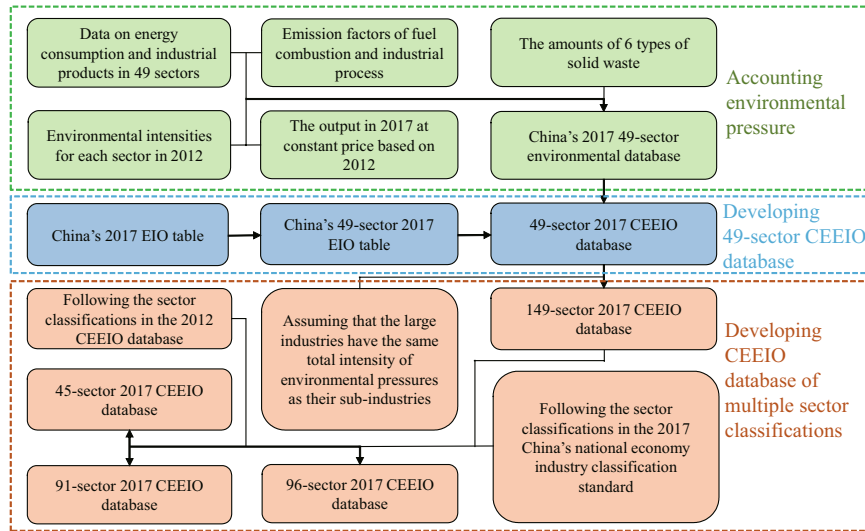 Data on energy
consumption and industrial
products in 49 sectors
Emission factors of fuel
combustion and industrial
process
The amounts of 6 types of
solid waste
Accounting
environmental
pressure
Environmental intensities
for each sector in 2012
The output in 2017 at
constant price based on
2012
China's 2017 49-sector
environmental database
China's 2017 EIO table
China's 49-sector 2017
EIO table
49-sector 2017 CEEIO
database
Developing
49-sector CEEIO
database
Following the sector
classifications in the 2012
CEEIO database
Assuming that the large
industries have the same
total intensity of
environmental pressures
as their sub-industries
149-sector 2017 CEEIO
database
Developing
CEEIO
database of
multiple sector
classifications
45-sector 2017 CEEIO
database
Following the sector
classifications in the 2017
China's national economy
industry classification
standard
91-sector 2017 CEEIO
database
96-sector 2017 CEEIO
database